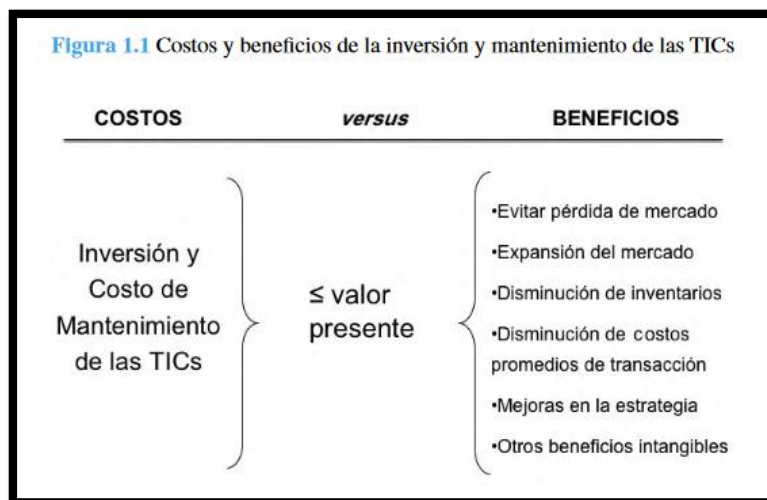 Figura 1.1 Costos y beneficios de la inversión y mantenimiento de las TICs
COSTOS versus BENEFICIOS
Inversión y
Costo de
Mantenimiento
de las TICs
≤ valor
presente
•Evitar pérdida de mercado
•Expansión del mercado
•Disminución de inventarios
•Disminución de costos
promedios de transacción
•Mejoras en la estrategia
•Otros beneficios intangibles